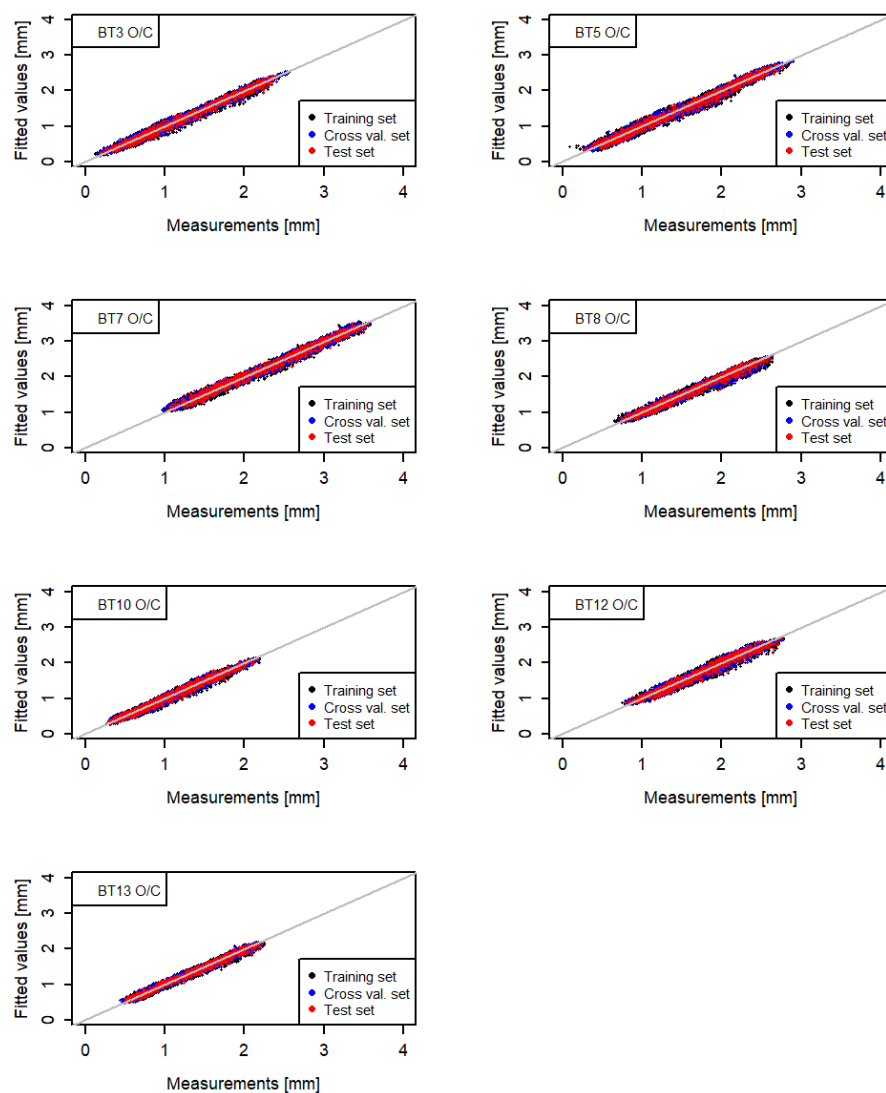 BT3 O/C
Fitted values [mm]
4
3
2
1
0
Training set
Cross val. set
Test set
0 1 2 3 4
Measurements [mm]
BT5 O/C
Fitted values [mm]
4
3
2
1
0
Training set
Cross val. set
Test set
0 1 2 3 4
Measurements [mm]
BT7 O/C
Fitted values [mm]
4
3
2
1
0
Training set
Cross val. set
Test set
0 1 2 3 4
Measurements [mm]
BT8 O/C
Fitted values [mm]
4
3
2
1
0
Training set
Cross val. set
Test set
0 1 2 3 4
Measurements [mm]
BT10 O/C
Fitted values [mm]
4
3
2
1
0
Training set
Cross val. set
Test set
0 1 2 3 4
Measurements [mm]
BT12 O/C
Fitted values [mm]
4
3
2
1
0
Training set
Cross val. set
Test set
0 1 2 3 4
Measurements [mm]
BT13 O/C
Fitted values [mm]
4
3
2
1
0
Training set
Cross val. set
Test set
0 1 2 3 4
Measurements [mm]